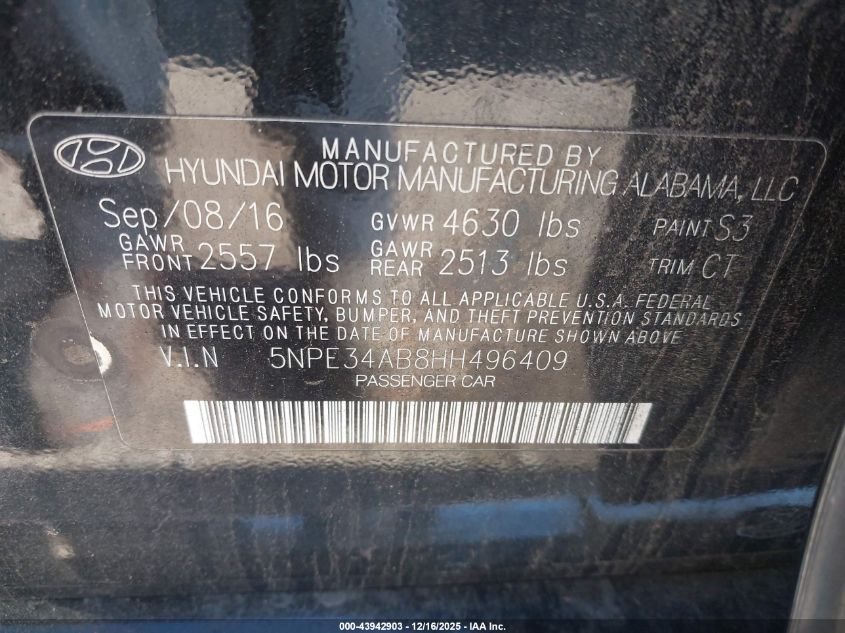 MANUFACTURED BY
HYUNDAI MOTOR MANUFACTURING ALABAMA, LLC
Sep/08/16 GVWR 4630 lbs PAINT S3
GAWR FRONT 2557 lbs GAWR REAR 2513 lbs TRIM CT
THIS VEHICLE CONFORMS TO ALL APPLICABLE U.S.A. FEDERAL
MOTOR VEHICLE SAFETY, BUMPER, AND THEFT PREVENTION STANDARDS
IN EFFECT ON THE DATE OF MANUFACTURE SHOWN ABOVE.
V.I.N 5NPE34AB8HH496409
PASSENGER CAR
000-43942903 - 12/16/2025 - IAA Inc.